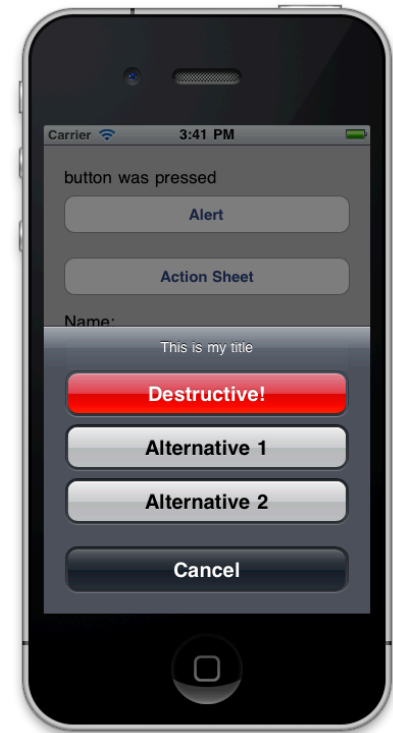 Carrier 3:41 PM
button was pressed
Alert
Action Sheet
Name:
This is my title
Destructive!
Alternative 1
Alternative 2
Cancel